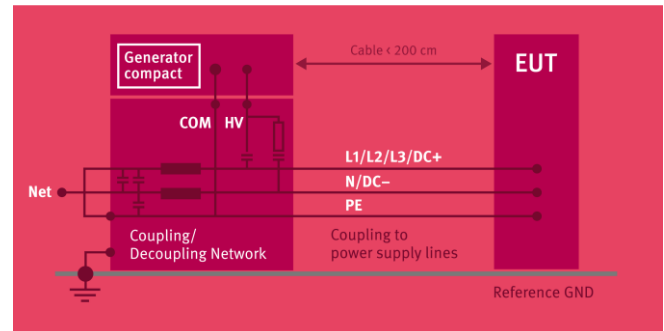 Generator
compact
Cable < 200 cm
EUT
COM HV
L1/L2/L3/DC+
Net
N/DC–
PE
Coupling/
Decoupling Network
Coupling to
power supply lines
Reference GND